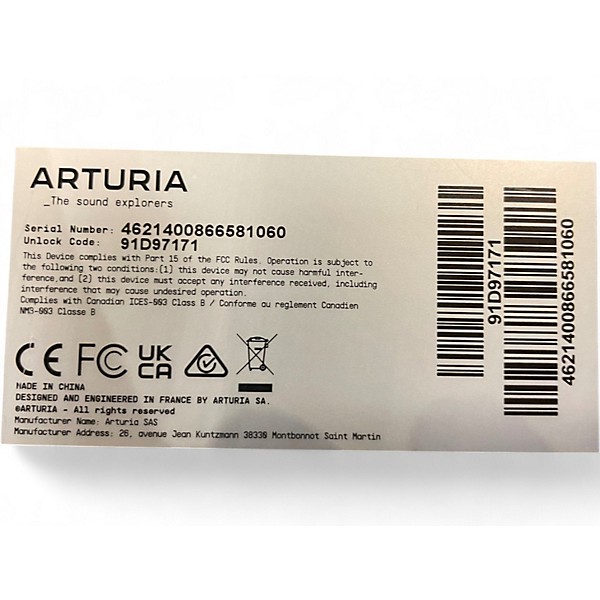 ARTURIA
_The sound explorers
Serial Number: 4621400866581060
Unlock Code: 91D97171
This Device complies with Part 15 of the FCC Rules. Operation is subject to
the following two conditions:(1) this device may not cause harmful inter-
ference,and (2) this device must accept any interference received, including
interference that may cause undesired operation.
Complies with Canadian ICES-003 Class B / Conforme au reglement Canadien
NM3-003 Classe B
CE FC UK CA
MADE IN CHINA
DESIGNED AND ENGINEERED IN FRANCE BY ARTURIA SA.
©ARTURIA - All rights reserved
Manufacturer Name: Arturia SAS
Manufacturer Address: 26, avenue Jean Kuntzmann 38330 Montbonnot Saint Martin
91D97171
4621400866581060